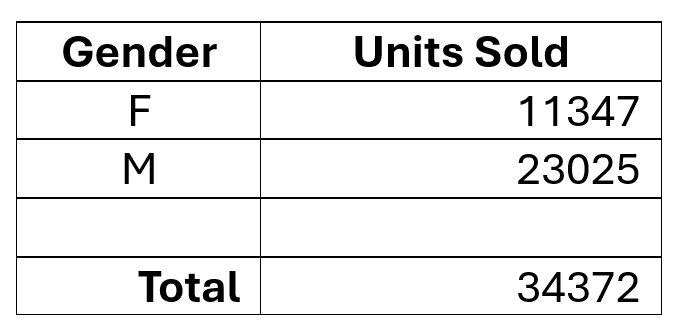 Gender Units Sold
F 11347
M 23025
Total 34372